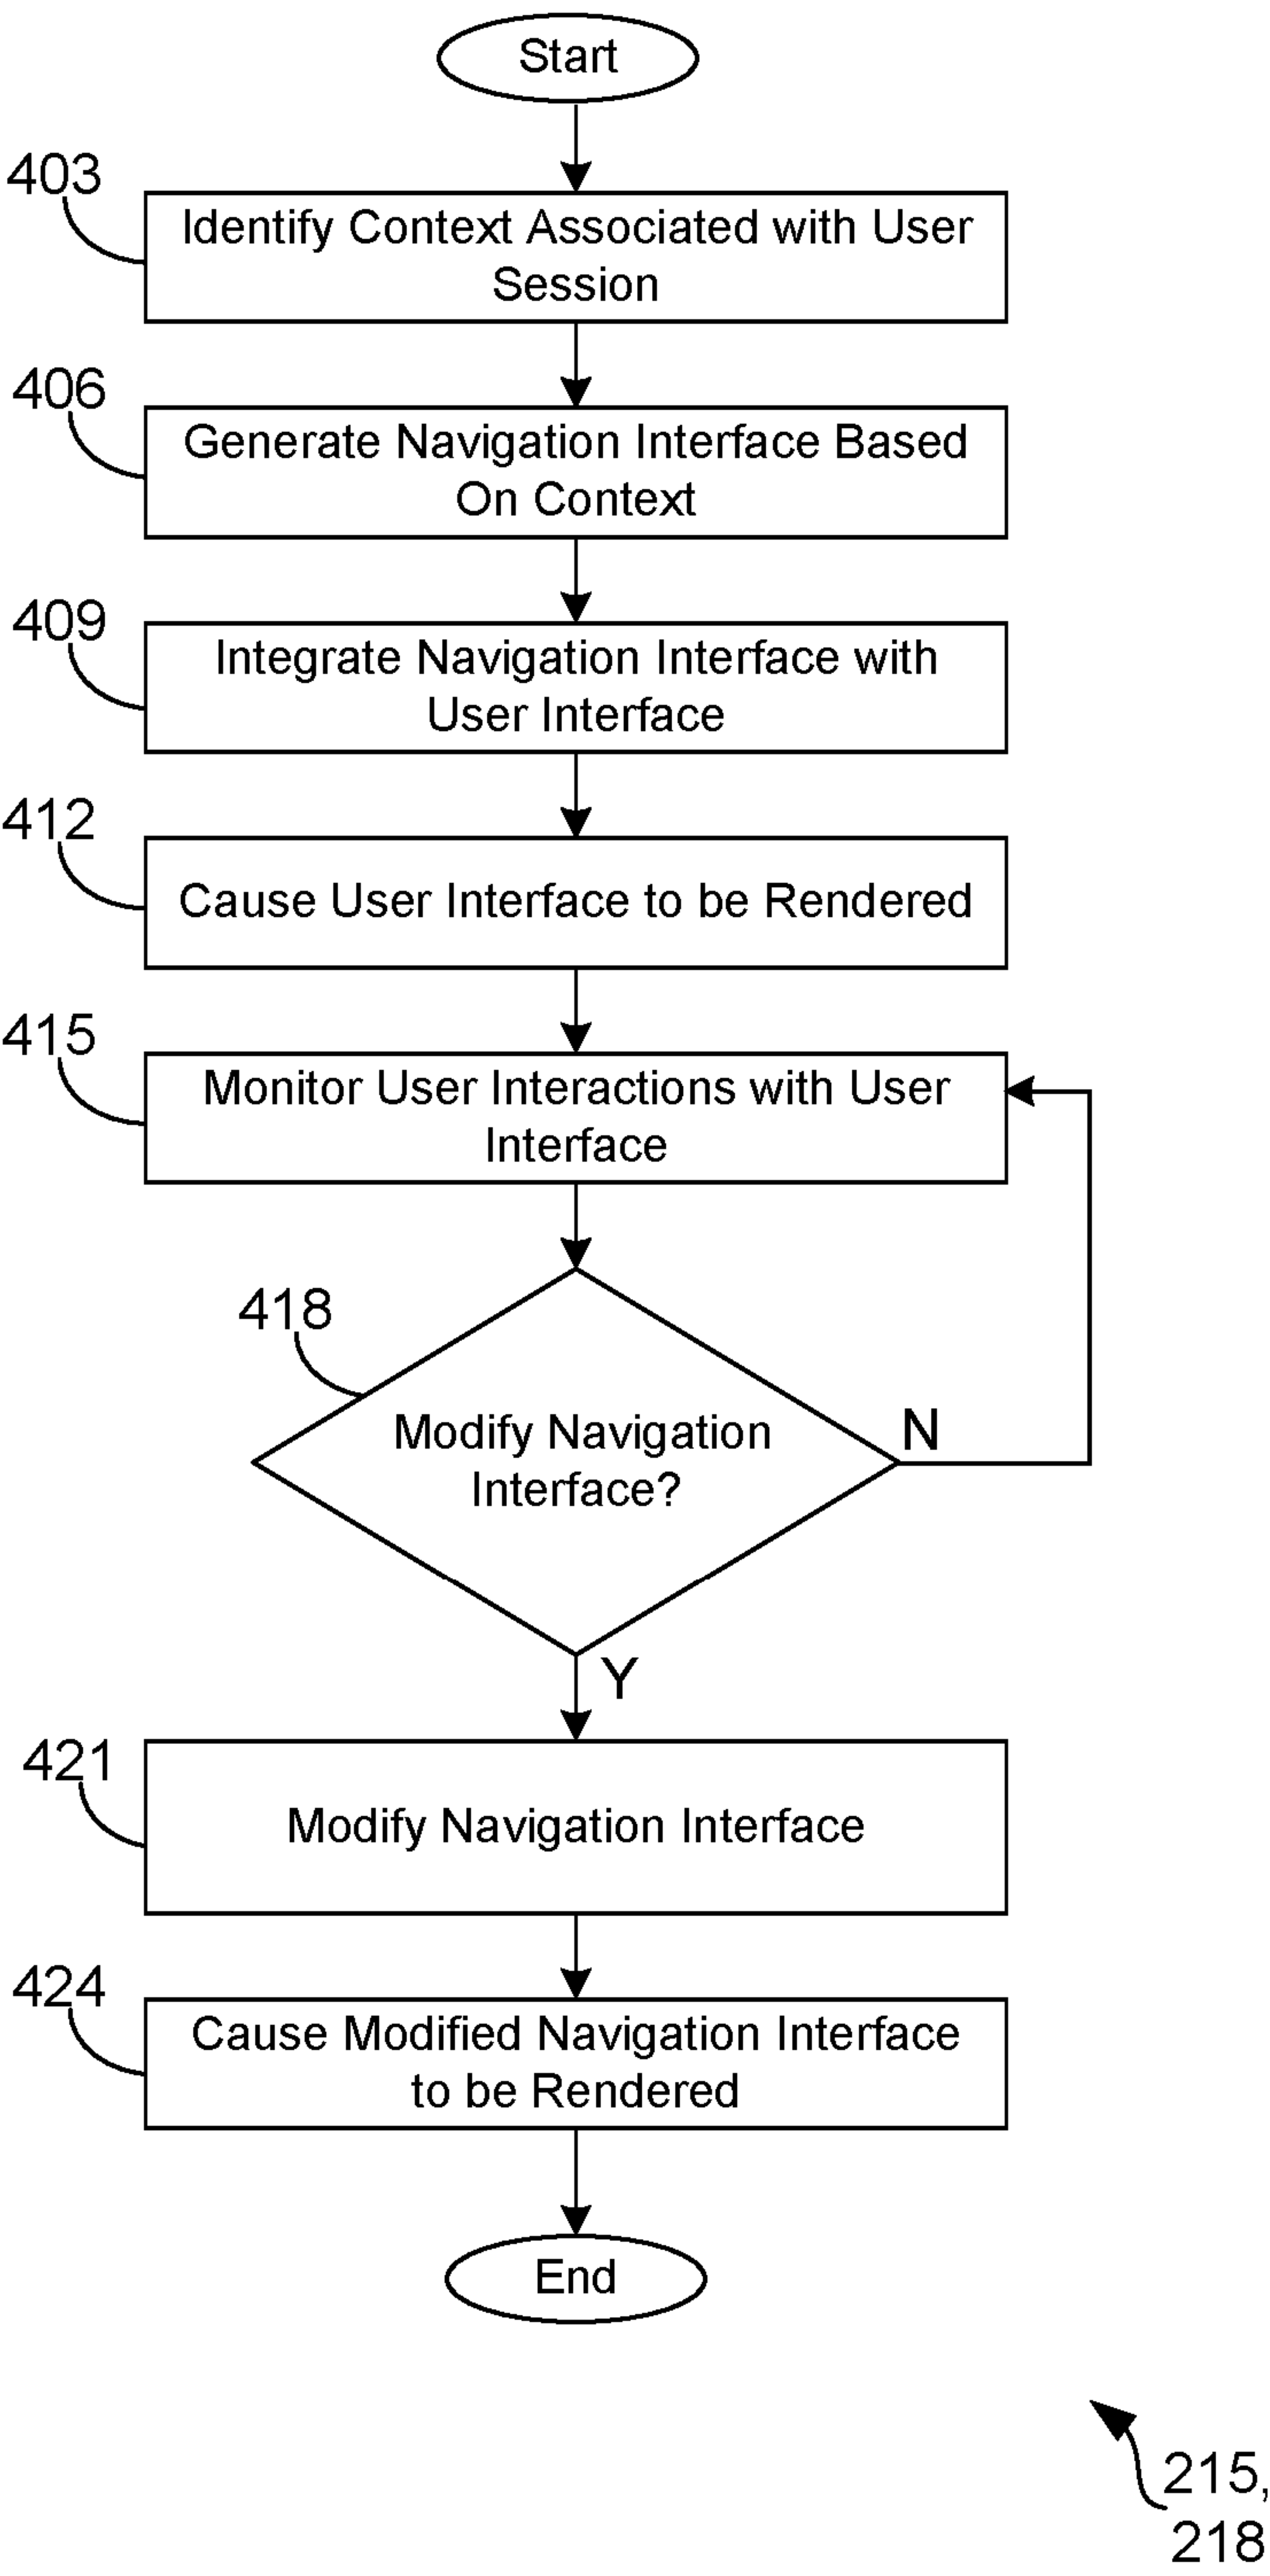 Start
403
Identify Context Associated with User
Session
406
Generate Navigation Interface Based
On Context
409
Integrate Navigation Interface with
User Interface
412
Cause User Interface to be Rendered
415
Monitor User Interactions with User
Interface
418
Modify Navigation
Interface?
N
Y
421
Modify Navigation Interface
424
Cause Modified Navigation Interface
to be Rendered
End
215,
218